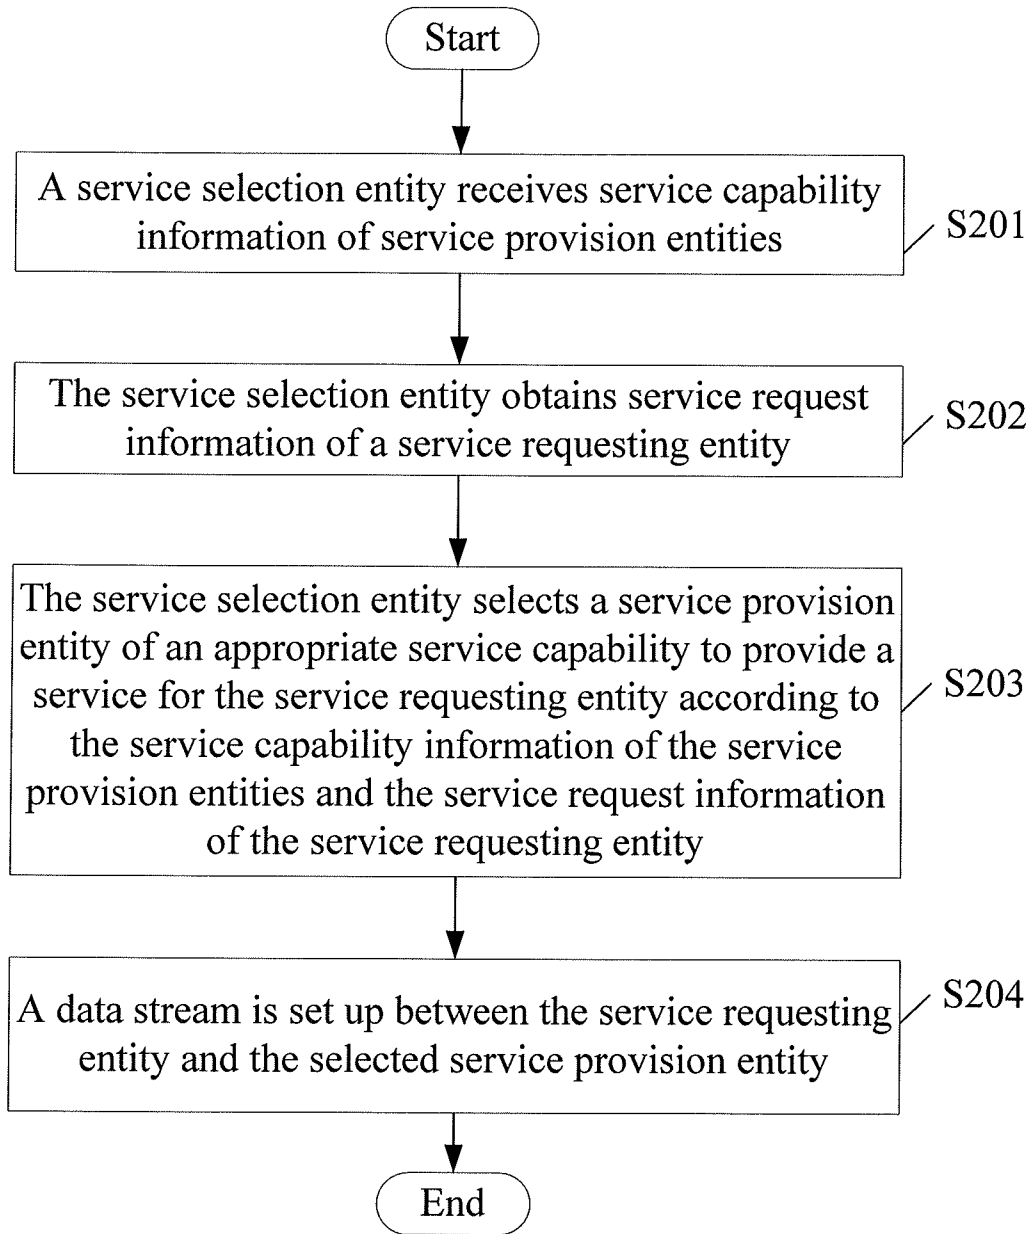 Start
A service selection entity receives service capability
information of service provision entities
S201
The service selection entity obtains service request
information of a service requesting entity
S202
The service selection entity selects a service provision
entity of an appropriate service capability to provide a
service for the service requesting entity according to
the service capability information of the service
provision entities and the service request information
of the service requesting entity
S203
A data stream is set up between the service requesting
entity and the selected service provision entity
S204
End